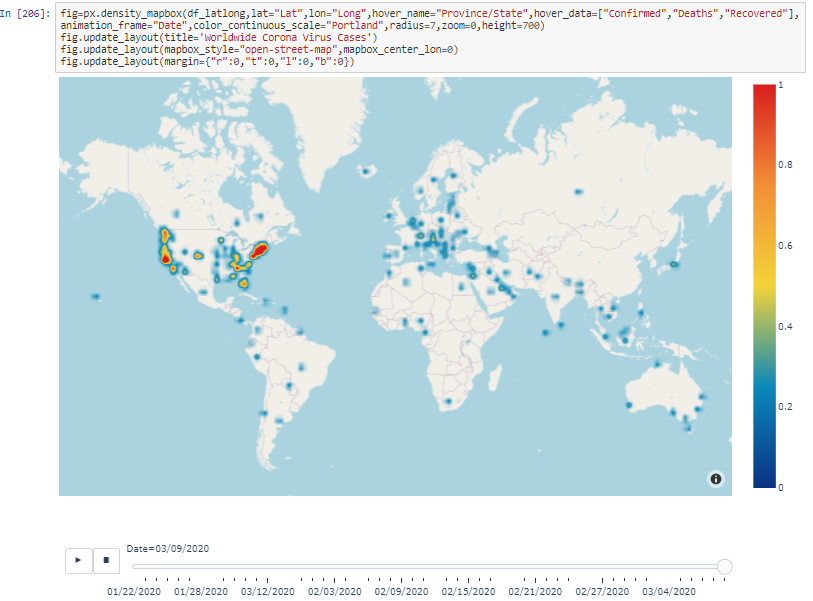 In [206]: fig=px.density_mapbox(df_latlong,lat="Lat",lon="Long",hover_name="Province/State",hover_data=["Confirmed","Deaths","Recovered"],
animation_frame="Date",color_continuous_scale="Portland",radius=7,zoom=0,height=700)
fig.update_layout(title='Worldwide Corona Virus Cases')
fig.update_layout(mapbox_style="open-street-map",mapbox_center_lon=0)
fig.update_layout(margin={"r":0,"t":0,"l":0,"b":0})
1
0.8
0.6
0.4
0.2
0
Date=03/09/2020
01/22/2020 01/28/2020 03/12/2020 02/03/2020 02/09/2020 02/15/2020 02/21/2020 02/27/2020 03/04/2020